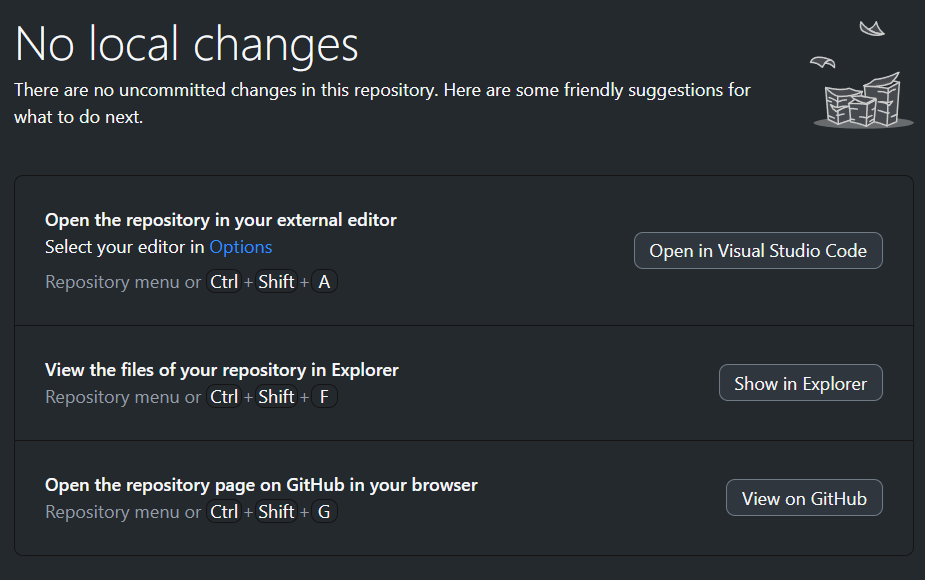 No local changes
There are no uncommitted changes in this repository. Here are some friendly suggestions for
what to do next.
Open the repository in your external editor
Select your editor in Options
Repository menu or Ctrl + Shift + A
Open in Visual Studio Code
View the files of your repository in Explorer
Repository menu or Ctrl + Shift + F
Show in Explorer
Open the repository page on GitHub in your browser
Repository menu or Ctrl + Shift + G
View on GitHub